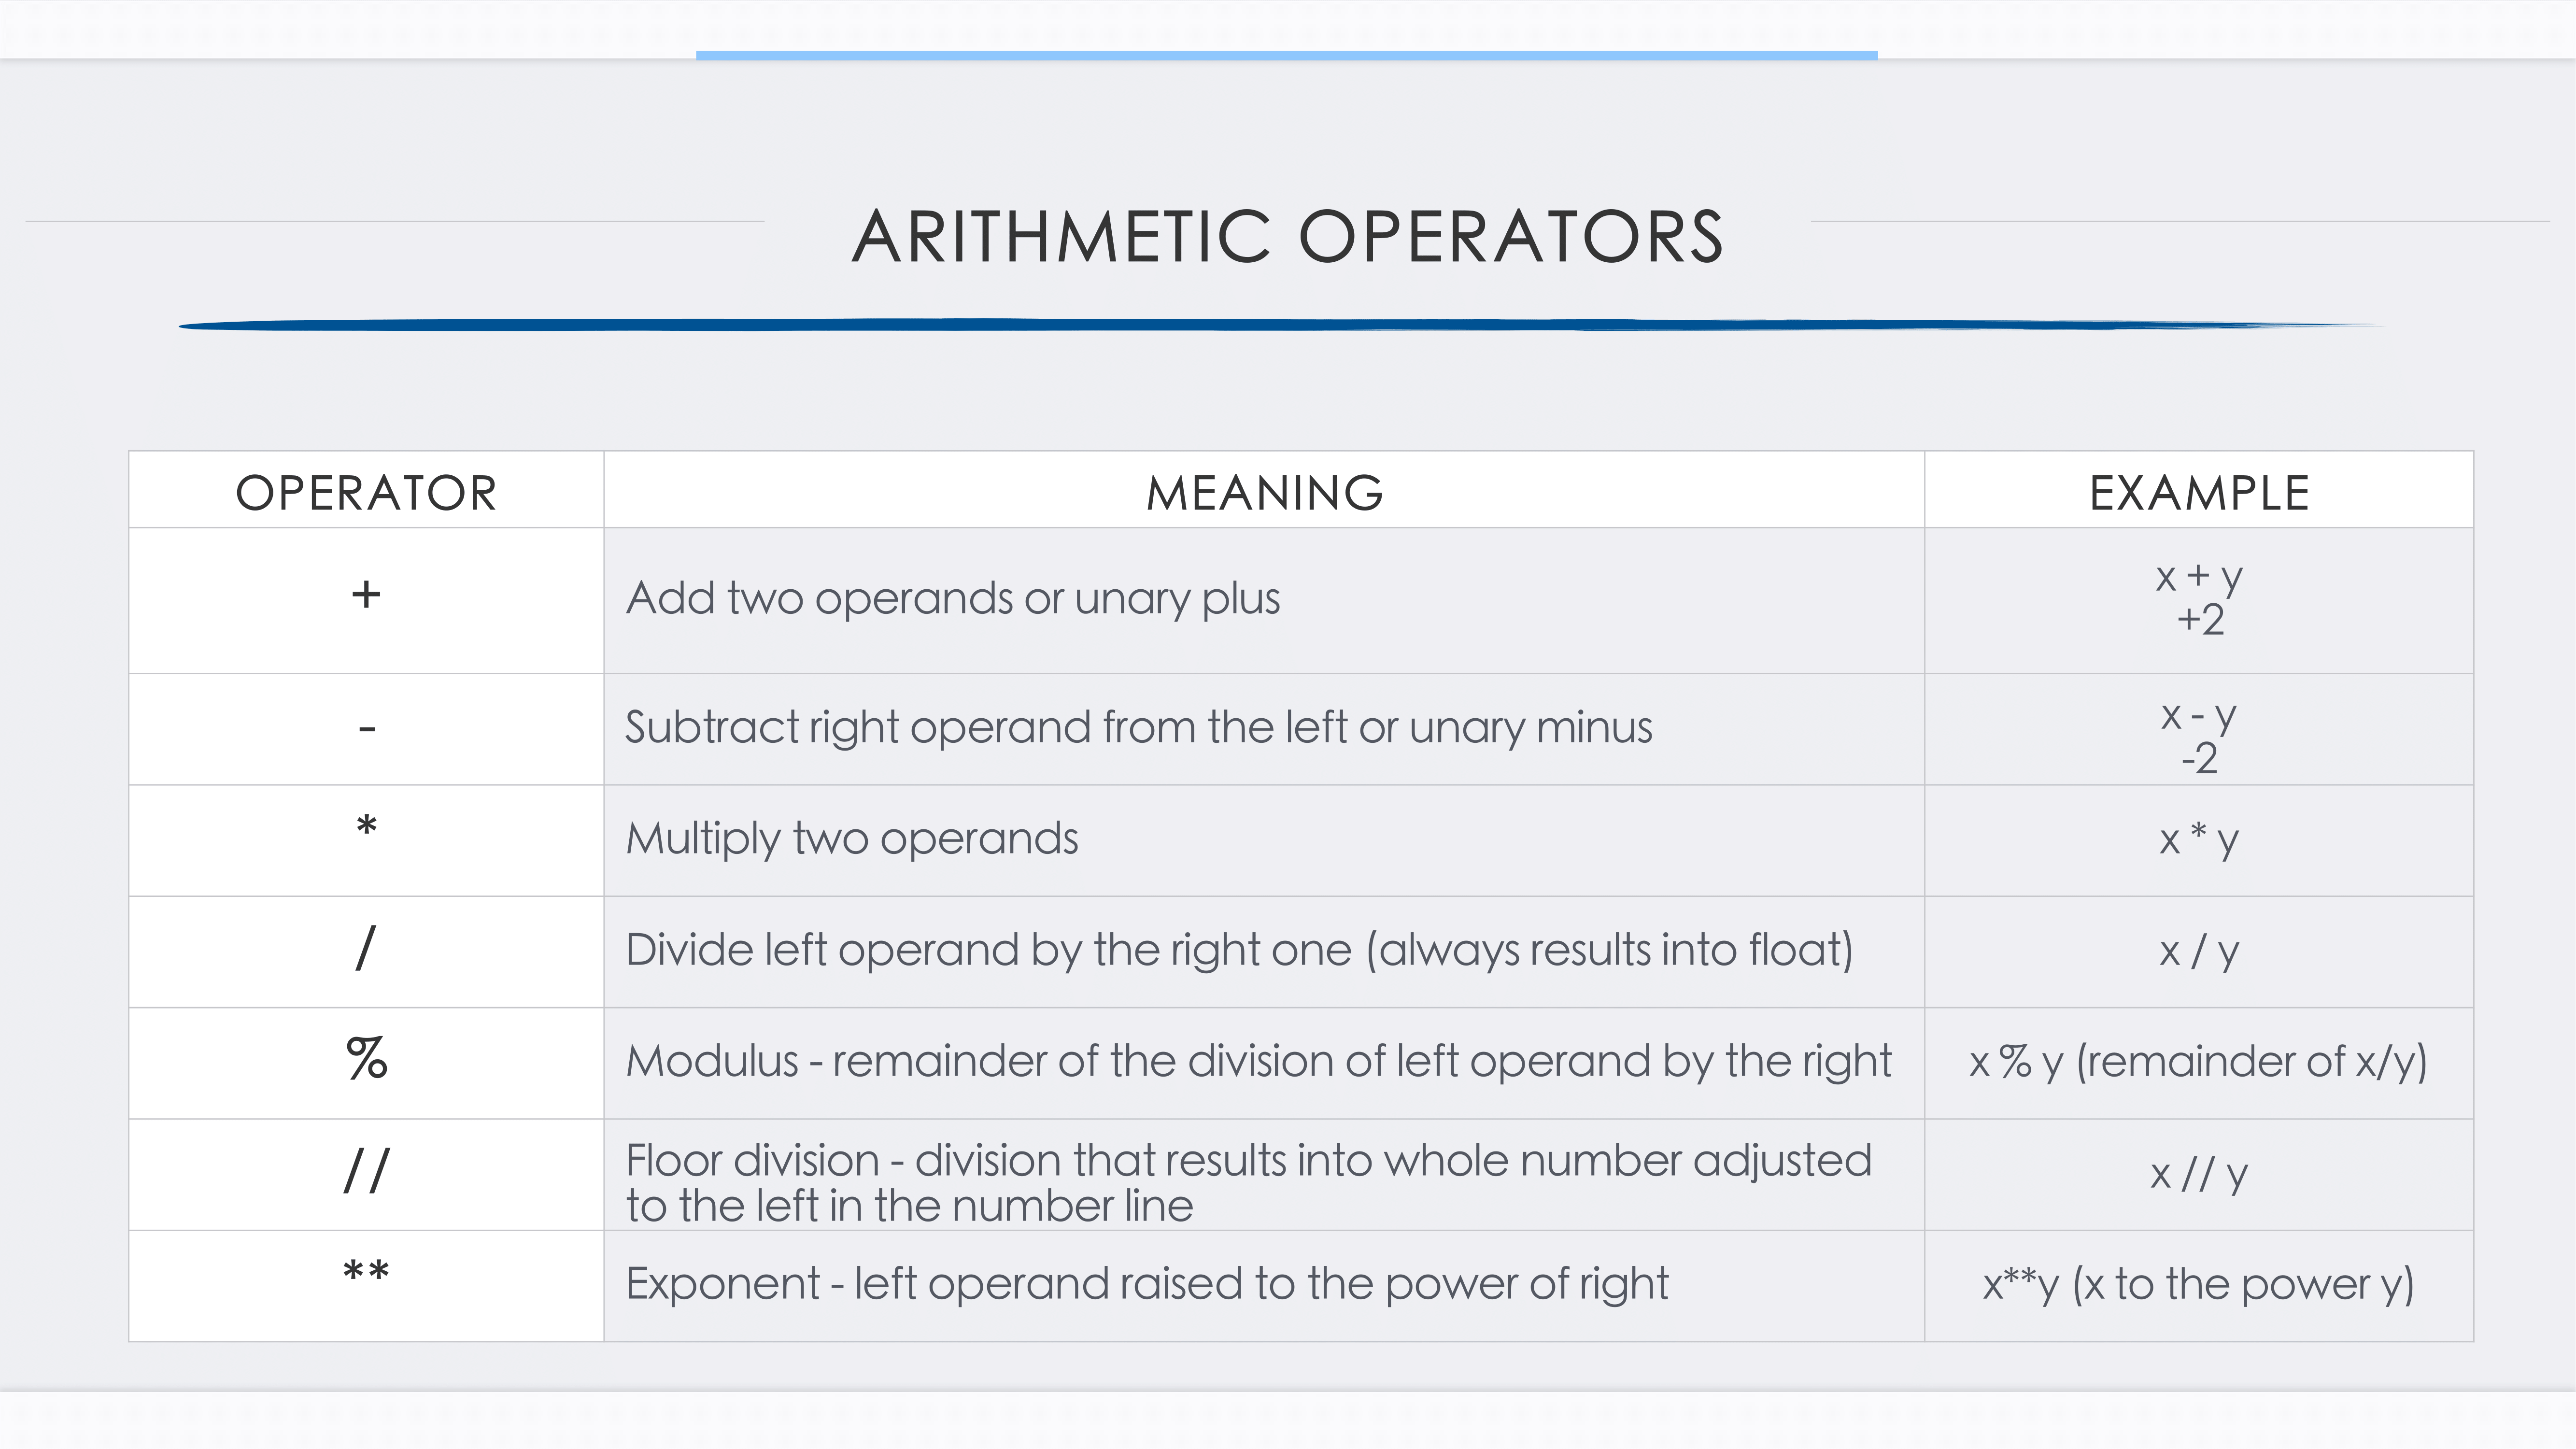 ARITHMETIC OPERATORS
OPERATOR MEANING EXAMPLE
+ Add two operands or unary plus x + y
+2
- Subtract right operand from the left or unary minus x - y
-2
* Multiply two operands x * y
/ Divide left operand by the right one (always results into float) x / y
% Modulus - remainder of the division of left operand by the right x % y (remainder of x/y)
// Floor division - division that results into whole number adjusted x // y
to the left in the number line
** Exponent - left operand raised to the power of right x**y (x to the power y)